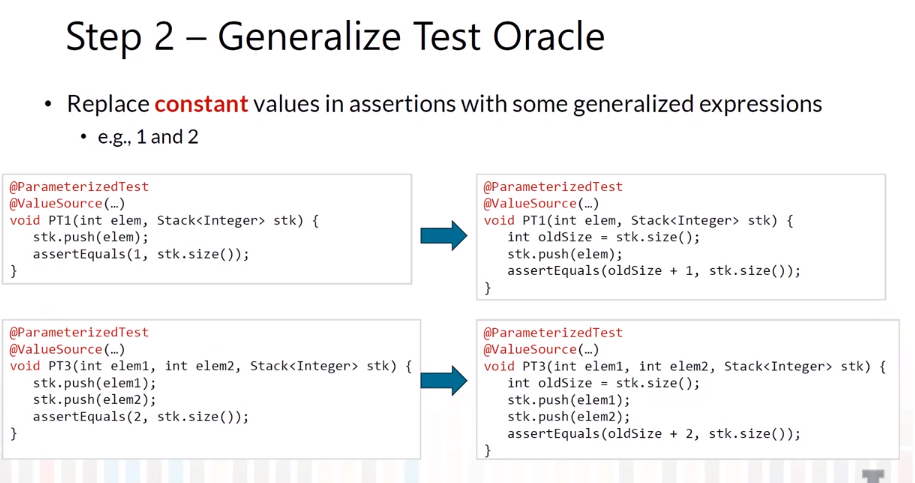 Step 2 – Generalize Test Oracle
• Replace constant values in assertions with some generalized expressions
• e.g., 1 and 2
@ParameterizedTest
@ValueSource(…)
void PT1(int elem, Stack<Integer> stk) {
stk.push(elem);
assertEquals(1, stk.size());
}
@ParameterizedTest
@ValueSource(…)
void PT1(int elem, Stack<Integer> stk) {
int oldSize = stk.size();
stk.push(elem);
assertEquals(oldSize + 1, stk.size());
}
@ParameterizedTest
@ValueSource(…)
void PT3(int elem1, int elem2, Stack<Integer> stk) {
stk.push(elem1);
stk.push(elem2);
assertEquals(2, stk.size());
}
@ParameterizedTest
@ValueSource(…)
void PT3(int elem1, int elem2, Stack<Integer> stk) {
int oldSize = stk.size();
stk.push(elem1);
stk.push(elem2);
assertEquals(oldSize + 2, stk.size());
}